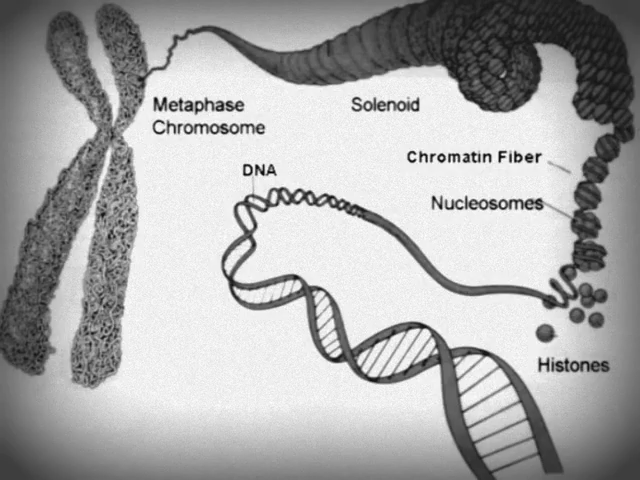 Metaphase
Chromosome
Solenoid
Chromatin Fiber
DNA
Nucleosomes
Histones